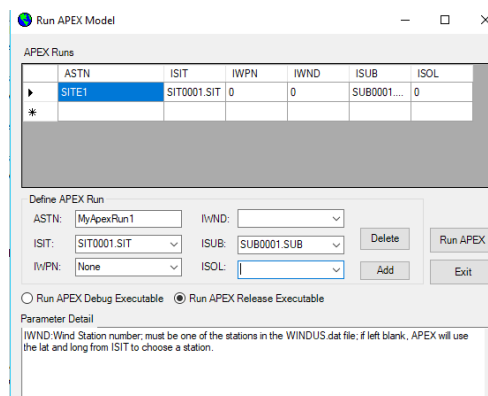 Run APEX Model
APEX Runs
ASTN ISIT IWPN IWND ISUB ISOL
SITE1 SIT0001.SIT 0 0 SUB0001.... 0
Define APEX Run
ASTN: MyApexRun1 IWND:
ISIT: SIT0001.SIT ISUB: SUB0001.SUB Delete Run APEX
IWPN: None ISOL: Add Exit
Run APEX Debug Executable Run APEX Release Executable
Parameter Detail
IWND:Wind Station number; must be one of the stations in the WINDUS.dat file; if left blank, APEX will use
the lat and long from ISIT to choose a station.